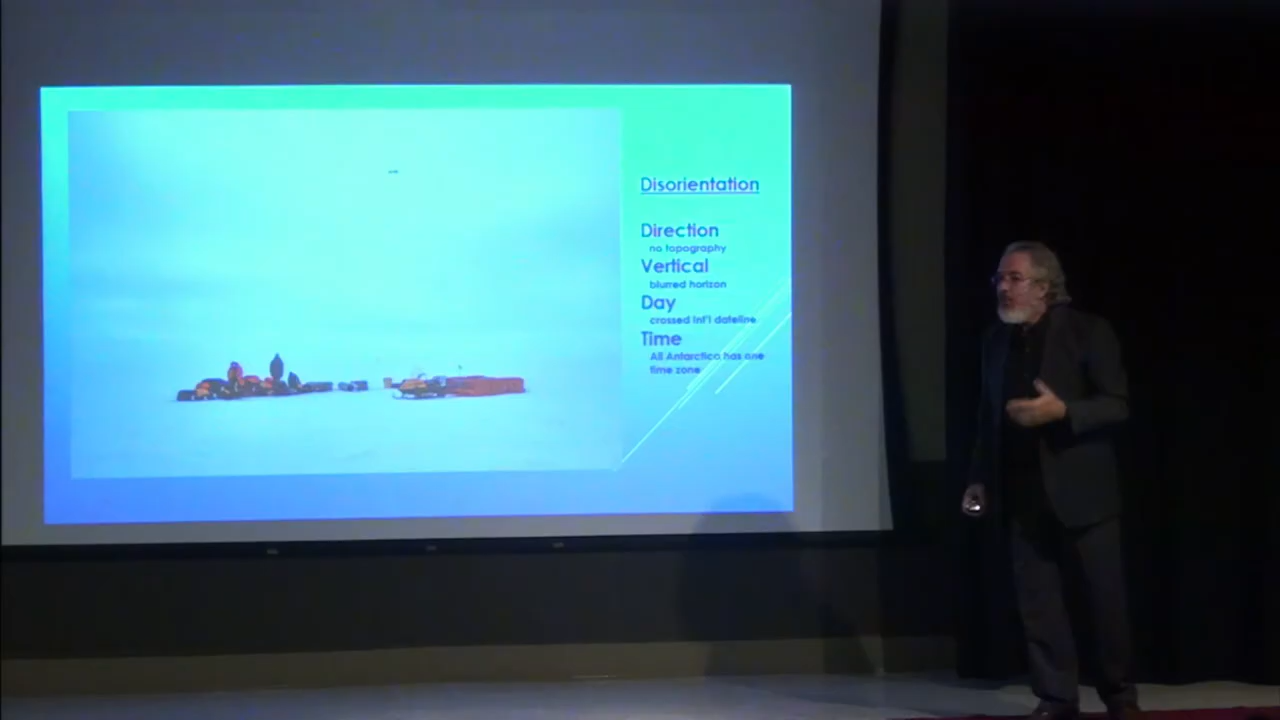 Disorientation
Direction
no topography
Vertical
blurred horizon
Day
crossed Int'l dateline
Time
All Antarctica has one
time zone